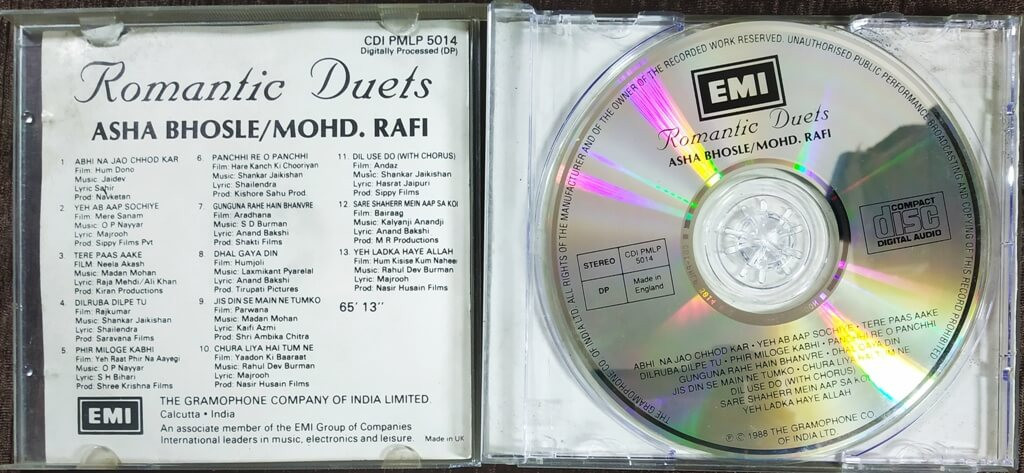 CDI PMLP 5014
Digitally Processed (DP)
Romantic Duets
ASHA BHOSLE/MOHD. RAFI
1 ABHI NA JAO CHHOD KAR
Film: Hum Dono
Music: Jaidev
Lyric: Sahir
Prod: Navketan
2 YEH AB AAP SOCHIYE
Film: Mere Sanam
Music: O P Nayyar
Lyric: Majrooh
Prod: Sippy Films Pvt
3 TERE PAAS AAKE
FILM: Neela Akash
Music: Madan Mohan
Lyric: Raja Mehdi/Ali Khan
Prod: Kiran Productions
4 DILRUBA DILPE TU
Film: Rajkumar
Music: Shankar Jaikishan
Lyric: Shailendra
Prod: Saravana Films
5 PHIR MILOGE KABHI
Film: Yeh Raat Phir Na Aayegi
Music: O P Nayyar
Lyric: S H Bihari
Prod: Shree Krishna Films
6. PANCHHI RE O PANCHHI
Film: Hare Kanch Ki Chooriyan
Music: Shankar Jaikishan
Lyric: Shailendra
Prod: Kishore Sahu Prod.
7. GUNGUNA RAHE HAIN BHANVRE
Film: Aradhana
Music: S D Burman
Lyric: Anand Bakshi
Prod: Shakti Films
8 DHAL GAYA DIN
Film: Humjoli
Music: Laxmikant Pyarelal
Lyric: Anand Bakshi
Prod: Tirupati Pictures
9 JIS DIN SE MAIN NE TUMKO
Film: Parwana
Music: Madan Mohan
Lyric: Kaifi Azmi
Prod: Shri Ambika Chitra
10 CHURA LIYA HAI TUM NE
Film: Yaadon Ki Baaraat
Music: Rahul Dev Burman
Lyric: Majrooh
Prod: Nasir Husain Films
11. DIL USE DO (WITH CHORUS)
Film: Andaz
Music: Shankar Jaikishan
Lyric: Hasrat Jaipuri
Prod: Sippy Films
12. SARE SHAHERR MEIN AAP SA KOI
Film: Bairaag
Music: Kalyanji Anandji
Lyric: Anand Bakshi
Prod: M R Productions
13 YEH LADKA HAYE ALLAH
Film: Hum Kisise Kum Naheen
Music: Rahul Dev Burman
Lyric: Majrooh
Prod: Nasir Husain Films
65' 13"
EMI
THE GRAMOPHONE COMPANY OF INDIA LIMITED.
Calcutta • India
An associate member of the EMI Group of Companies
International leaders in music, electronics and leisure. Made in UK
THE GRAMOPHONE CO. OF INDIA LTD. ALL RIGHTS OF THE MANUFACTURER AND OF THE OWNER OF THE RECORDED WORK RESERVED. UNAUTHORISED PUBLIC PERFORMANCE BROADCASTING AND COPYING OF THIS RECORD PROHIBITED
EMI
Romantic Duets
ASHA BHOSLE/MOHD. RAFI
COMPACT
disc
DIGITAL AUDIO
STEREO
CDI PMLP
5014
DP
Made in
England
ABHI NA JAO CHHOD KAR • YEH AB AAP SOCHIYE • TERE PAAS AAKE
DILRUBA DILPE TU • PHIR MILOGE KABHI • PANCHHI RE O PANCHHI
GUNGUNA RAHE HAIN BHANVRE • DHAL GAYA DIN
JIS DIN SE MAIN NE TUMKO • CHURA LIYA HAI TUM NE
DIL USE DO (WITH CHORUS)
SARE SHAHERR MEIN AAP SA KOI
YEH LADKA HAYE ALLAH
℗ © 1988 THE GRAMOPHONE CO.
OF INDIA LTD.